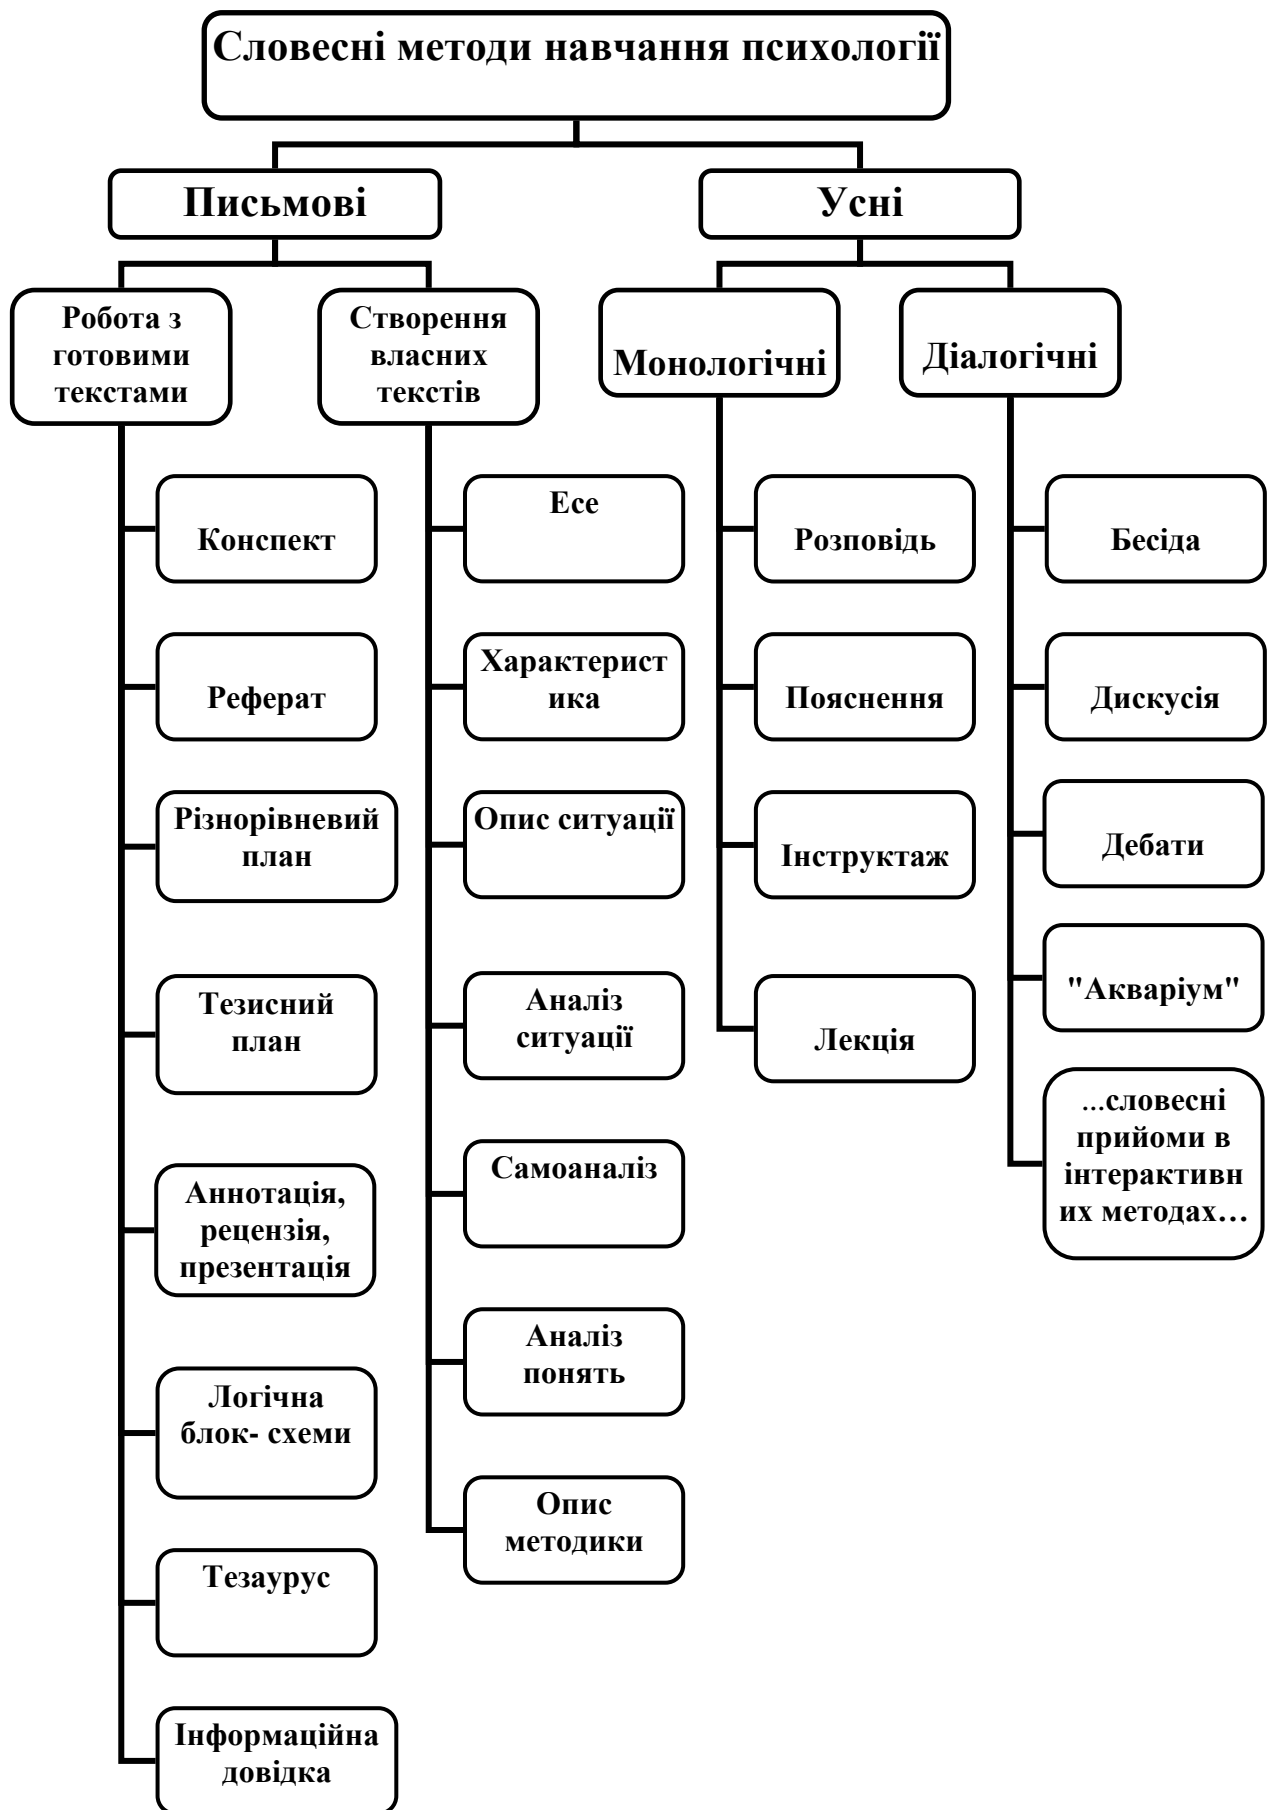 Словесні методи навчання психології
Письмові
Усні
Робота з
готовими
текстами
Створення
власних
текстів
Монологічні
Діалогічні
Конспект
Реферат
Різнорівневий
план
Тезисний
план
Аннотація,
рецензія,
презентація
Логічна
блок- схеми
Тезаурус
Інформаційна
довідка
Есе
Характерист
ика
Опис ситуації
Аналіз
ситуації
Самоаналіз
Аналіз
понять
Опис
методики
Розповідь
Пояснення
Інструктаж
Лекція
Бесіда
Дискусія
Дебати
"Акваріум"
...словесні
прийоми в
інтерактивн
их методах...